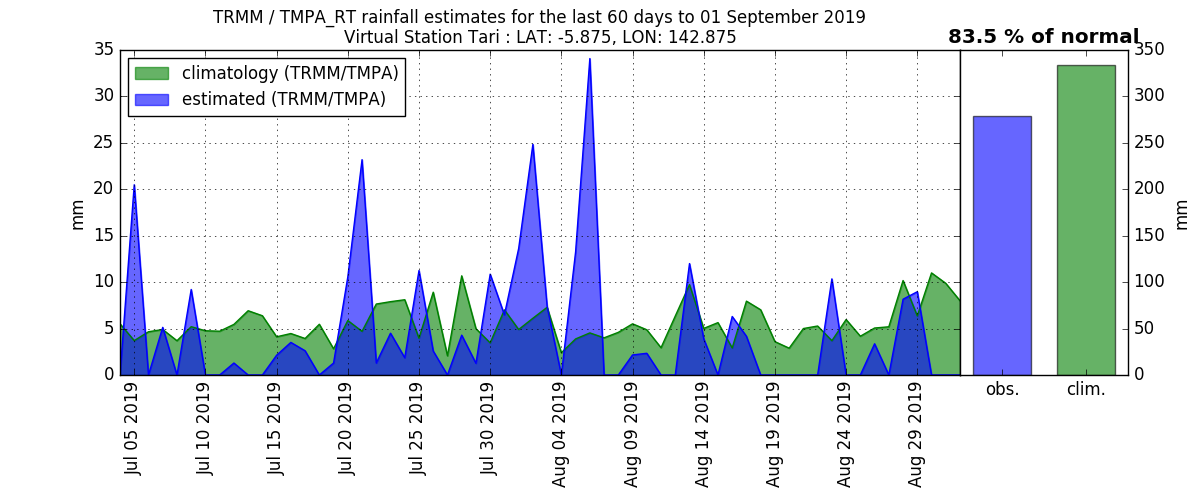 TRMM / TMPA_RT rainfall estimates for the last 60 days to 01 September 2019
Virtual Station Tari : LAT: -5.875, LON: 142.875
83.5 % of normal
climatology (TRMM/TMPA)
estimated (TRMM/TMPA)
mm
35
30
25
20
15
10
5
0
Jul 05 2019
Jul 10 2019
Jul 15 2019
Jul 20 2019
Jul 25 2019
Jul 30 2019
Aug 04 2019
Aug 09 2019
Aug 14 2019
Aug 19 2019
Aug 24 2019
Aug 29 2019
obs.
clim.
350
300
250
200
150
100
50
0
mm